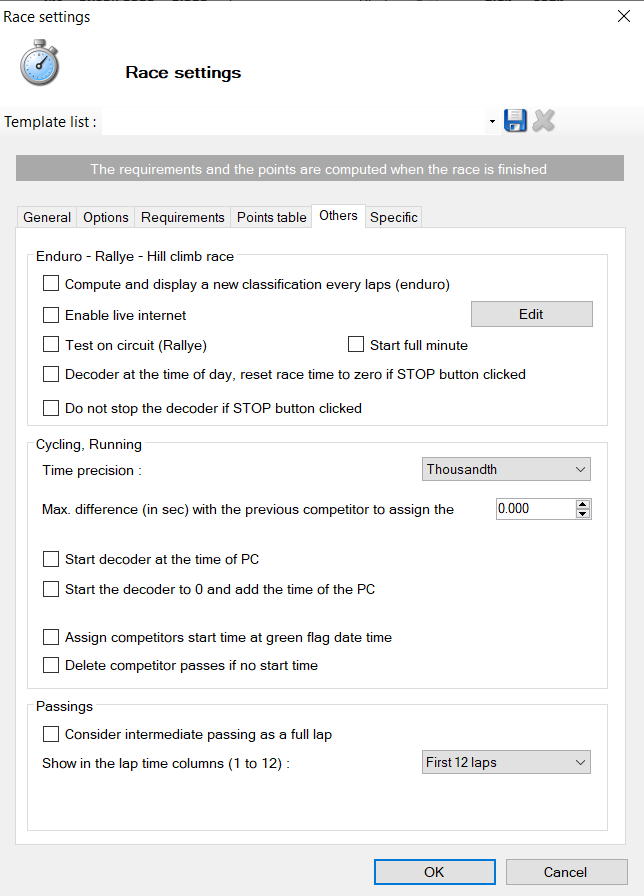 Race settings
Race settings
Template list :
The requirements and the points are computed when the race is finished
General Options Requirements Points table Others Specific
Enduro - Rallye - Hill climb race
Compute and display a new classification every laps (enduro)
Enable live internet Edit
Test on circuit (Rallye) Start full minute
Decoder at the time of day, reset race time to zero if STOP button clicked
Do not stop the decoder if STOP button clicked
Cycling, Running
Time precision : Thousandth
Max. difference (in sec) with the previous competitor to assign the 0.000
Start decoder at the time of PC
Start the decoder to 0 and add the time of the PC
Assign competitors start time at green flag date time
Delete competitor passes if no start time
Passings
Consider intermediate passing as a full lap
Show in the lap time columns (1 to 12) : First 12 laps
OK Cancel